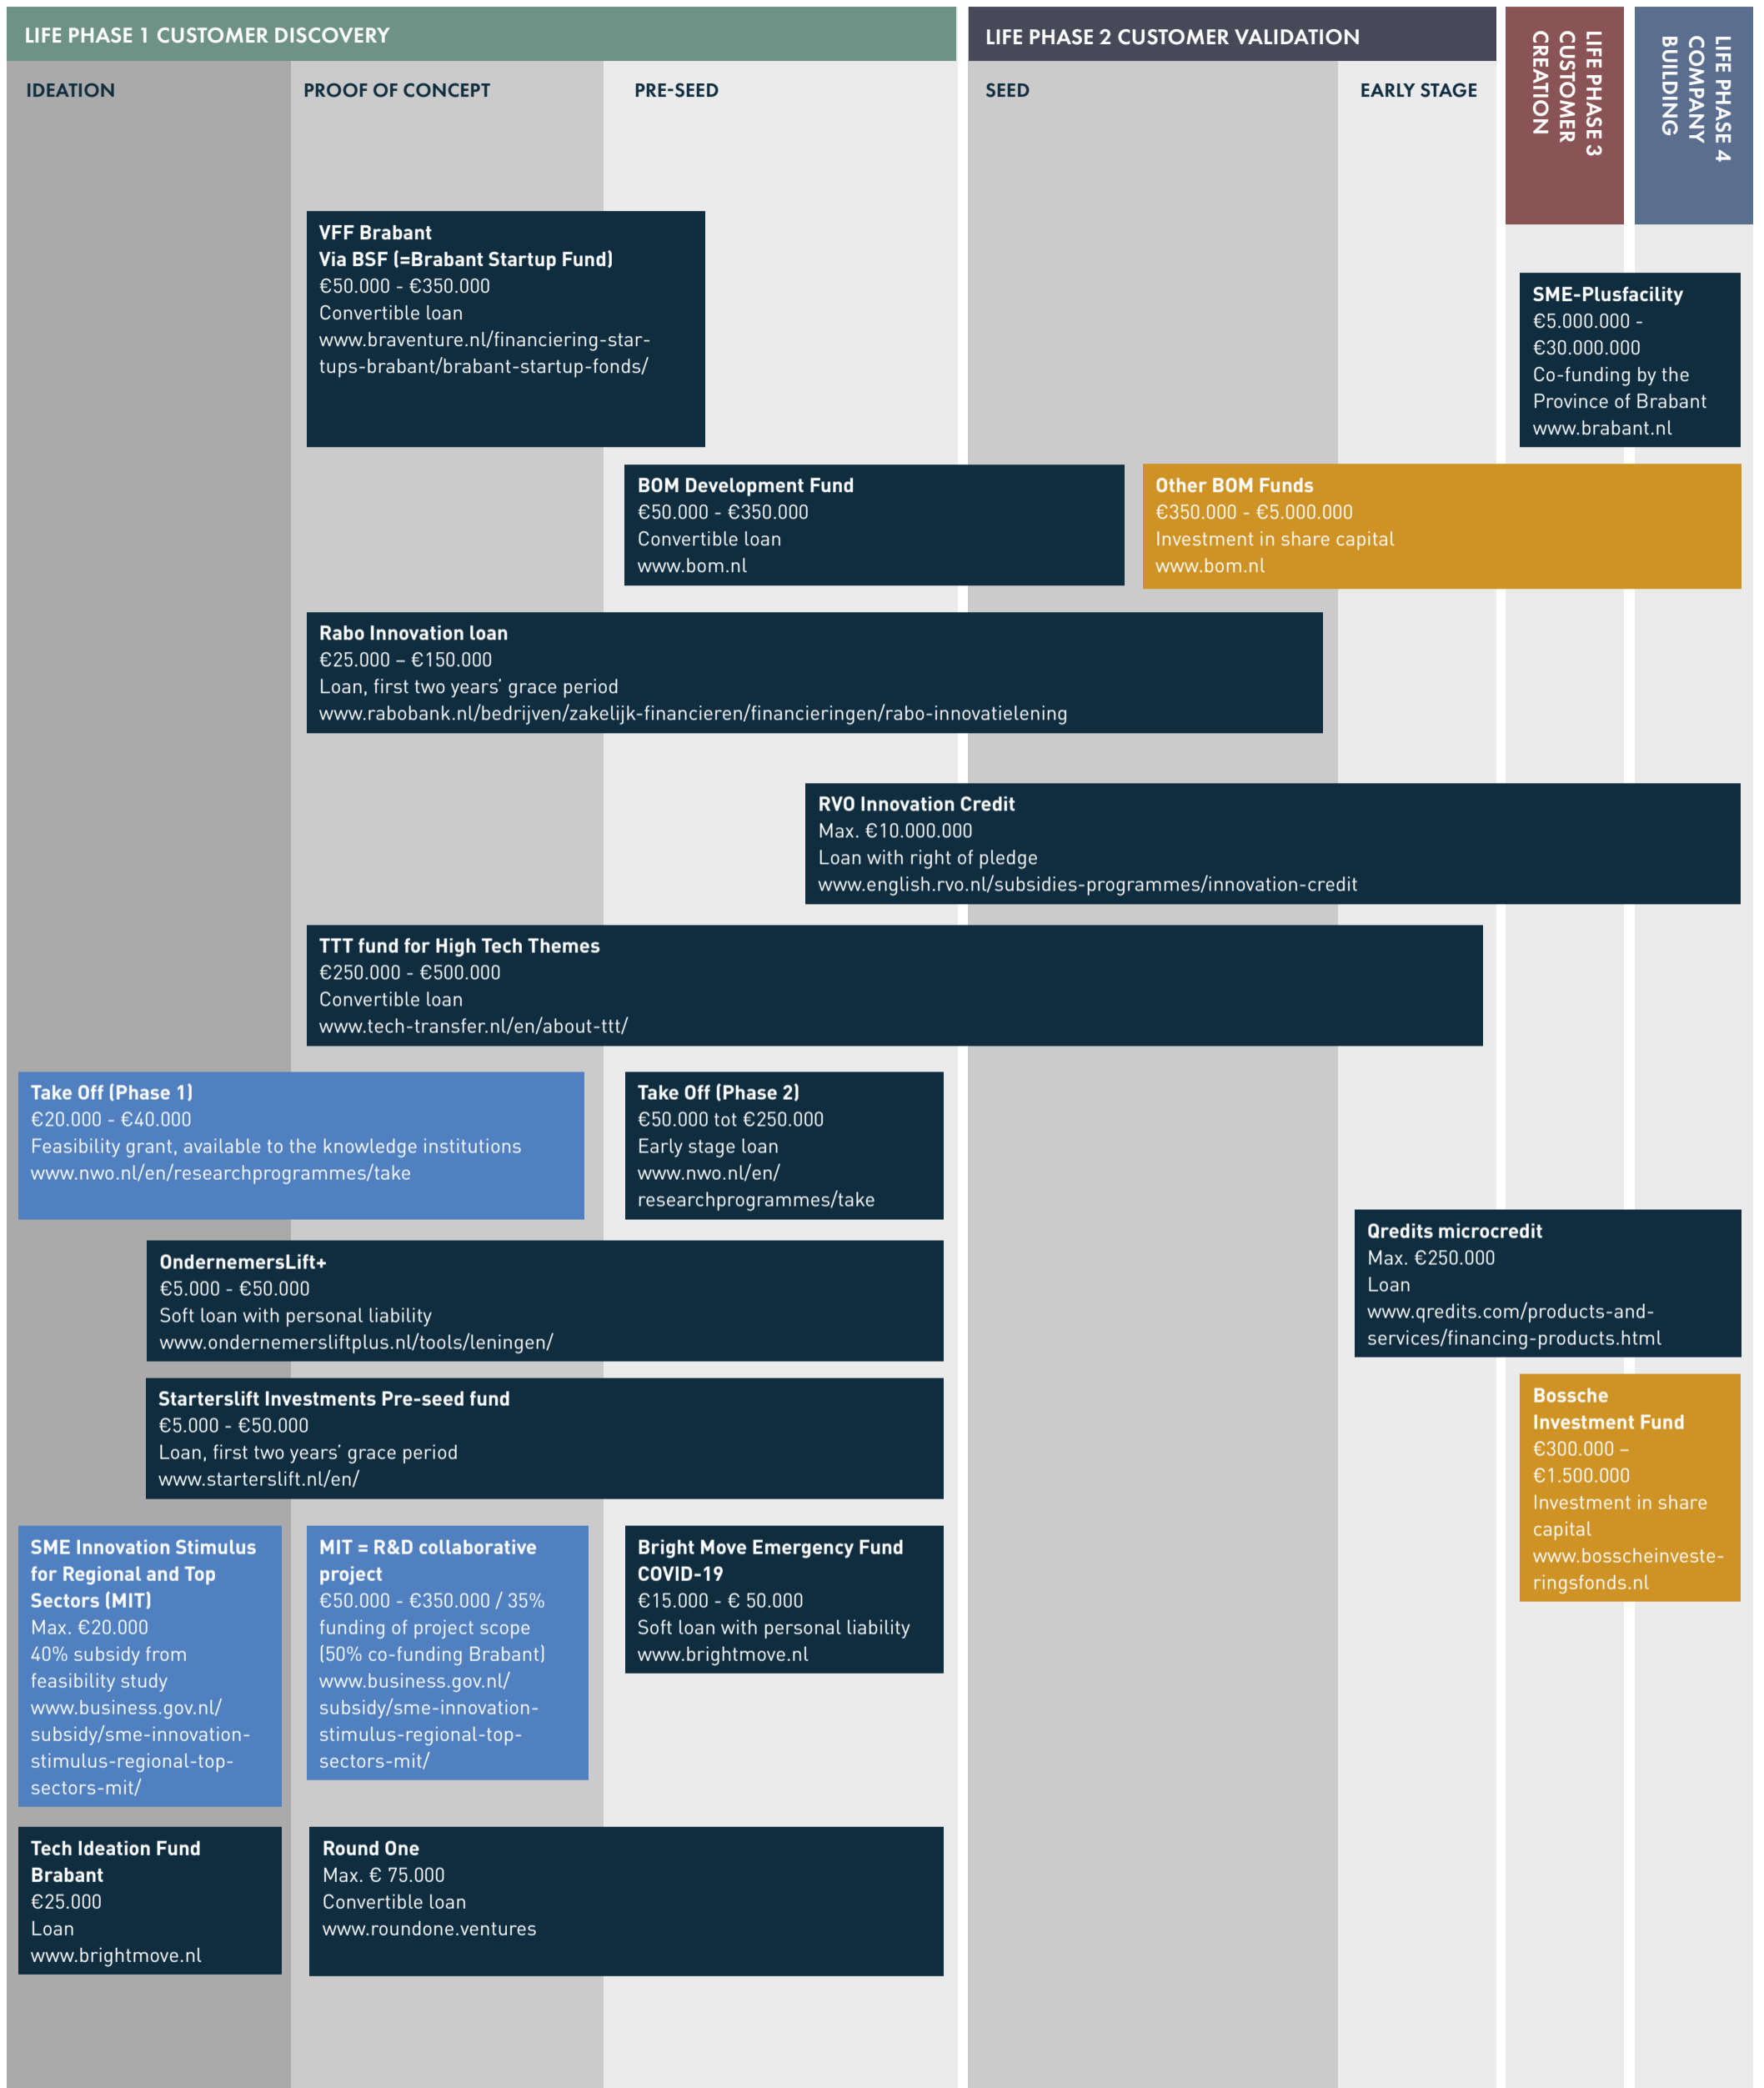 LIFE PHASE 1 CUSTOMER DISCOVERY
LIFE PHASE 2 CUSTOMER VALIDATION
LIFE PHASE 3
CUSTOMER
CREATION
LIFE PHASE 4
COMPANY
BUILDING
IDEATION
PROOF OF CONCEPT
PRE-SEED
SEED
EARLY STAGE
VFF Brabant
Via BSF (=Brabant Startup Fund)
€50.000 - €350.000
Convertible loan
www.braventure.nl/financiering-star-
tups-brabant/brabant-startup-fonds/
SME-Plusfacility
€5.000.000 -
€30.000.000
Co-funding by the
Province of Brabant
www.brabant.nl
BOM Development Fund
€50.000 - €350.000
Convertible loan
www.bom.nl
Other BOM Funds
€350.000 - €5.000.000
Investment in share capital
www.bom.nl
Rabo Innovation loan
€25.000 – €150.000
Loan, first two years’ grace period
www.rabobank.nl/bedrijven/zakelijk-financieren/financieringen/rabo-innovatielening
RVO Innovation Credit
Max. €10.000.000
Loan with right of pledge
www.english.rvo.nl/subsidies-programmes/innovation-credit
TTT fund for High Tech Themes
€250.000 - €500.000
Convertible loan
www.tech-transfer.nl/en/about-ttt/
Take Off (Phase 1)
€20.000 - €40.000
Feasibility grant, available to the knowledge institutions
www.nwo.nl/en/researchprogrammes/take
Take Off (Phase 2)
€50.000 tot €250.000
Early stage loan
www.nwo.nl/en/
researchprogrammes/take
Qredits microcredit
Max. €250.000
Loan
www.qredits.com/products-and-
services/financing-products.html
OndernemersLift+
€5.000 - €50.000
Soft loan with personal liability
www.ondernemersliftplus.nl/tools/leningen/
Starterslift Investments Pre-seed fund
€5.000 - €50.000
Loan, first two years’ grace period
www.starterslift.nl/en/
Bossche
Investment Fund
€300.000 –
€1.500.000
Investment in share
capital
www.bosscheinveste-
ringsfonds.nl
SME Innovation Stimulus
for Regional and Top
Sectors (MIT)
Max. €20.000
40% subsidy from
feasibility study
www.business.gov.nl/
subsidy/sme-innovation-
stimulus-regional-top-
sectors-mit/
MIT = R&D collaborative
project
€50.000 - €350.000 / 35%
funding of project scope
(50% co-funding Brabant)
www.business.gov.nl/
subsidy/sme-innovation-
stimulus-regional-top-
sectors-mit/
Bright Move Emergency Fund
COVID-19
€15.000 - € 50.000
Soft loan with personal liability
www.brightmove.nl
Tech Ideation Fund
Brabant
€25.000
Loan
www.brightmove.nl
Round One
Max. € 75.000
Convertible loan
www.roundone.ventures